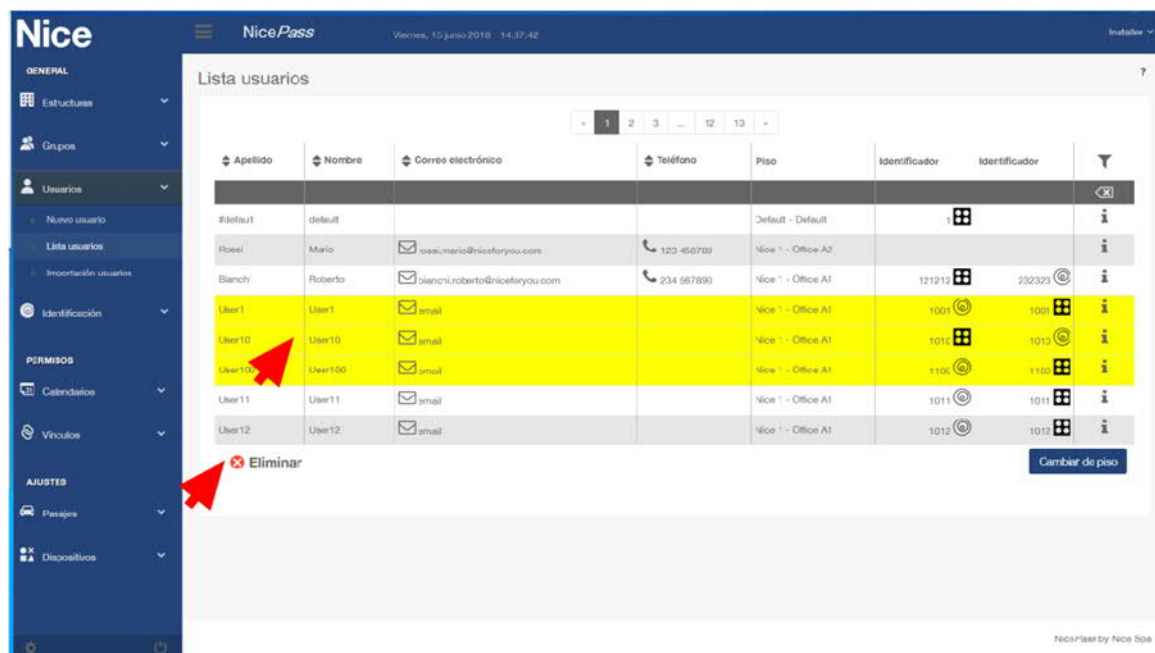 Nice
NicePass
Viernes, 15 junio 2018 14:37:42
Installer
GENERAL
Lista usuarios
?
Estructuras
Grupos
« 1 2 3 ... 12 13 »
Apellido Nombre Correo electrónico Teléfono Piso Identificador Identificador
Usuarios
Nuevo usuario
#default default Default - Default 1
Lista usuarios
Rossi Mario rossi.mario@niceforyou.com 123 456789 Nice 1 - Office A2
Importación usuarios
Bianch Roberto bianchi.roberto@niceforyou.com 234 567890 Nice 1 - Office A1 121212 232323
Identificación
User1 User1 email Nice 1 - Office A1 1001 1001
User10 User10 email Nice 1 - Office A1 1010 1010
PERMISOS
User100 User100 email Nice 1 - Office A1 1100 1100
Calendarios
User11 User11 email Nice 1 - Office A1 1011 1011
Vínculos
User12 User12 email Nice 1 - Office A1 1012 1012
Eliminar
Cambiar de piso
AJUSTES
Pasajes
Dispositivos
NicePass by Nice Spa